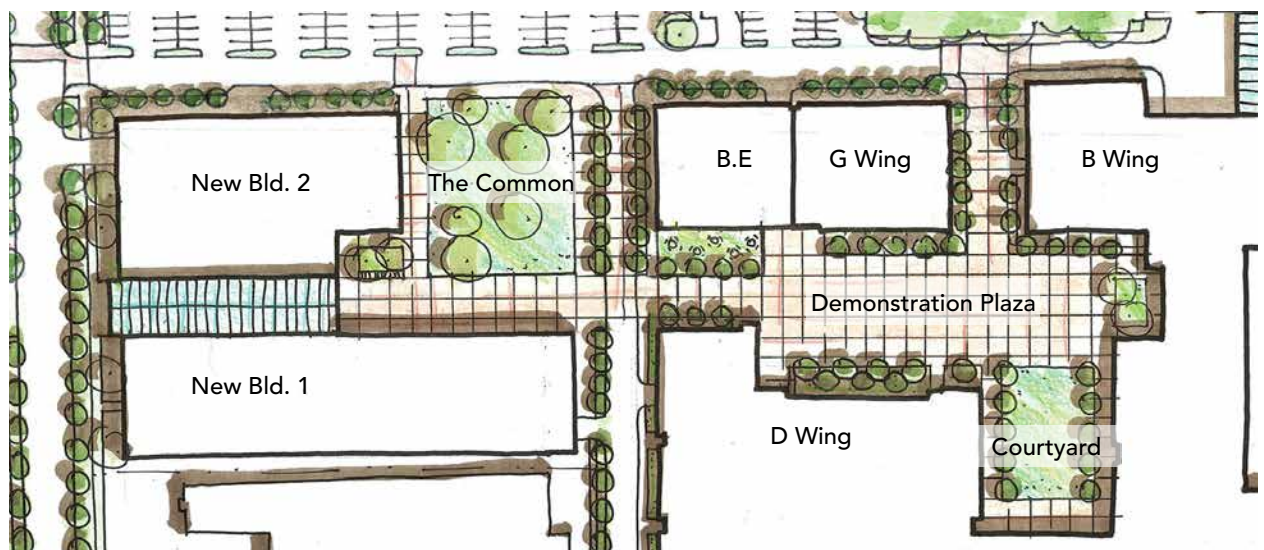 B.E
G Wing
B Wing
New Bld. 2
The Common
Demonstration Plaza
New Bld. 1
D Wing
Courtyard